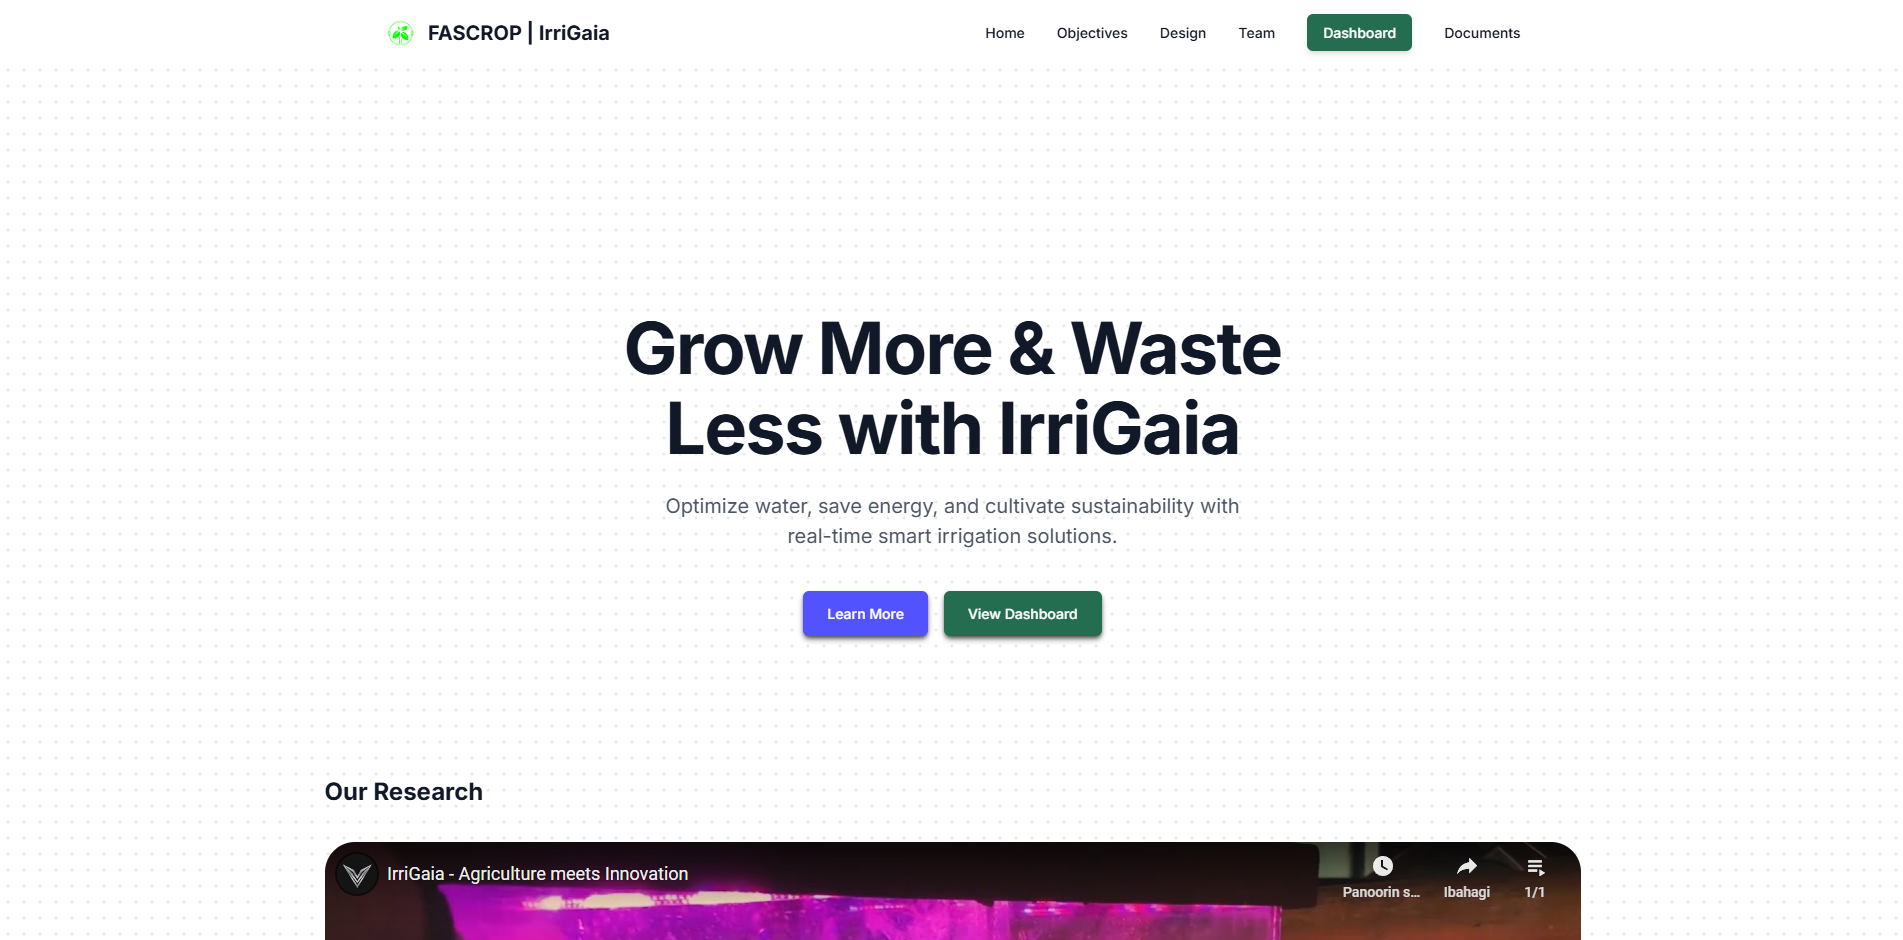 FASCROP | IrriGaia
Home
Objectives
Design
Team
Dashboard
Documents
Grow More & Waste
Less with IrriGaia
Optimize water, save energy, and cultivate sustainability with
real-time smart irrigation solutions.
Learn More
View Dashboard
Our Research
IrriGaia - Agriculture meets Innovation
Panoorin s...
Ibahagi
1/1